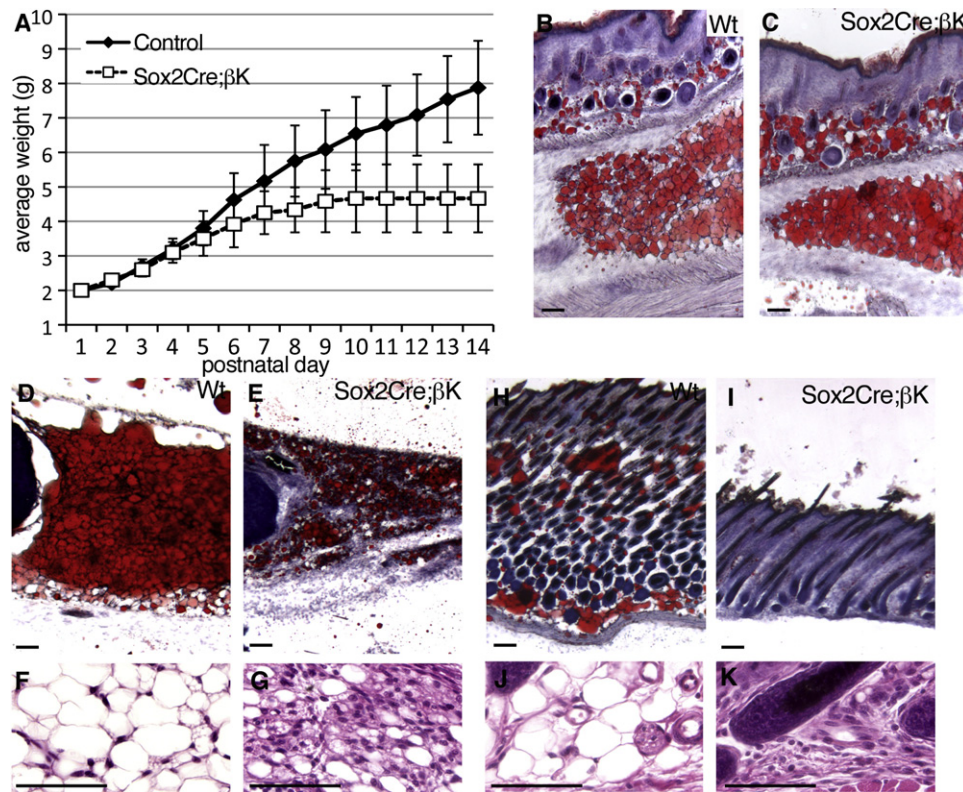 A
10
9
8
7
6
5
4
3
2
1
average weight (g)
Control
Sox2Cre;βK
1 2 3 4 5 6 7 8 9 10 11 12 13 14
postnatal day
B Wt
C Sox2Cre;βK
D Wt
E Sox2Cre;βK
H Wt
I Sox2Cre;βK
F
G
J
K